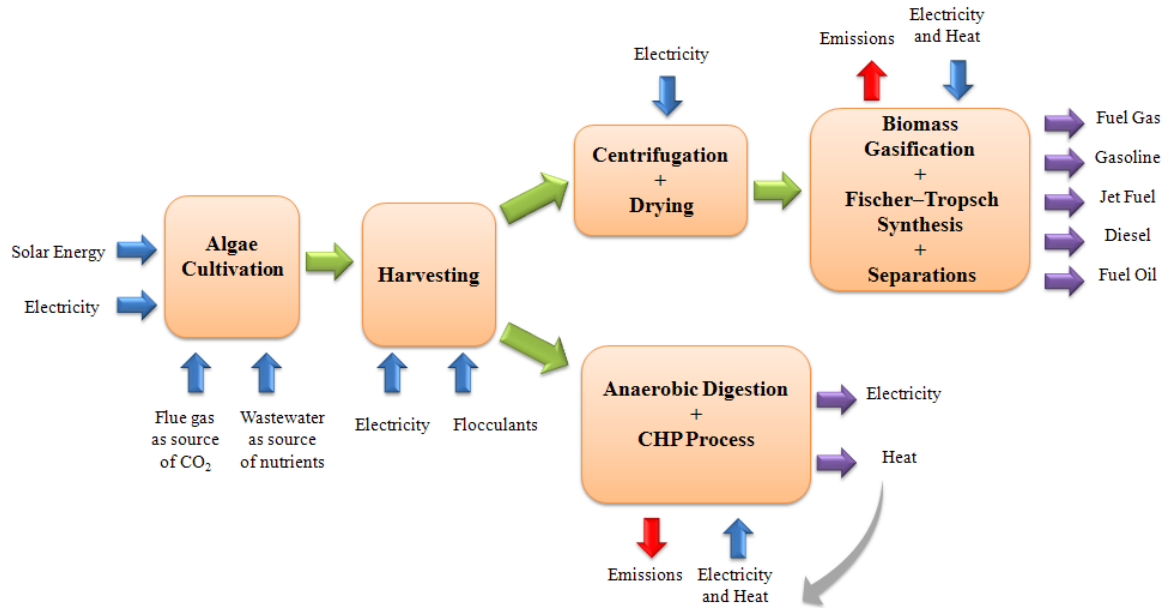 Solar Energy
Electricity
Algae
Cultivation
Flue gas
as source
of CO₂
Wastewater
as source
of nutrients
Harvesting
Electricity
Flocculants
Electricity
Centrifugation
+
Drying
Emissions
Electricity
and Heat
Biomass
Gasification
+
Fischer–Tropsch
Synthesis
+
Separations
Fuel Gas
Gasoline
Jet Fuel
Diesel
Fuel Oil
Anaerobic Digestion
+
CHP Process
Electricity
Heat
Emissions
Electricity
and Heat